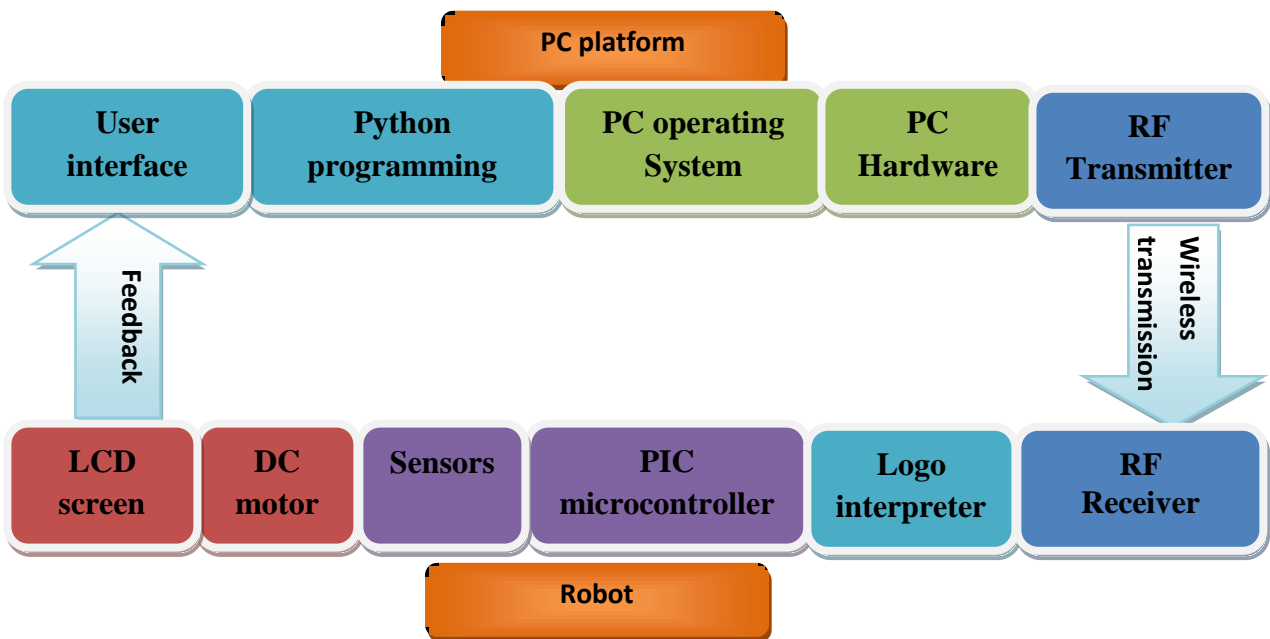 PC platform
User
interface
Python
programming
PC operating
System
PC
Hardware
RF
Transmitter
Feedback
Wireless
transmission
LCD
screen
DC
motor
Sensors
PIC
microcontroller
Logo
interpreter
RF
Receiver
Robot